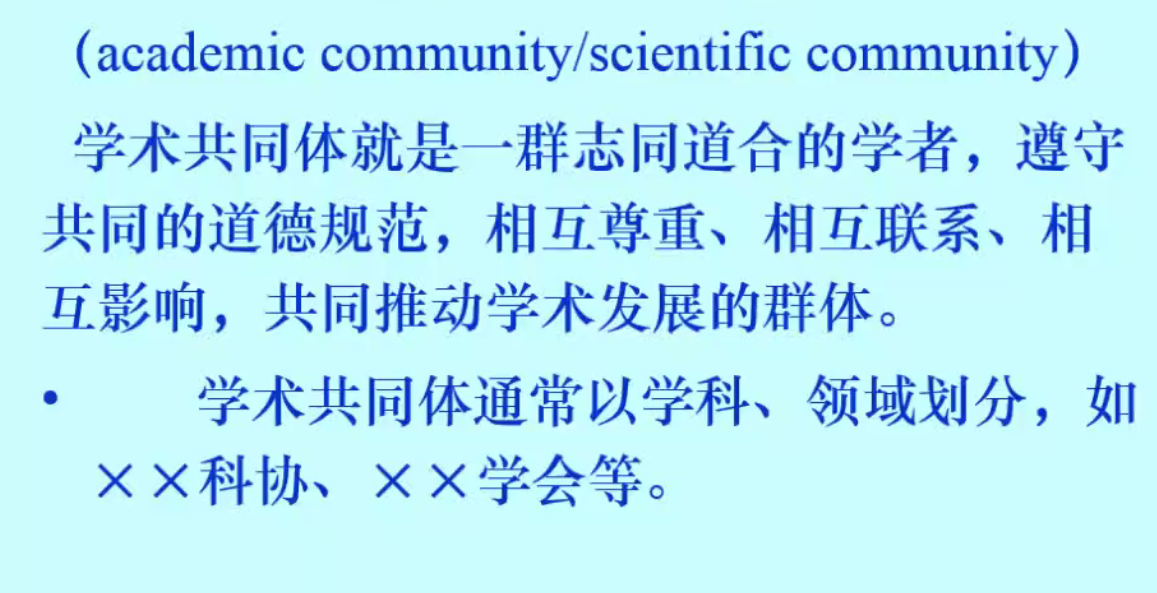 （academic community/scientific community）
学术共同体就是一群志同道合的学者，遵守
共同的道德规范，相互尊重、相互联系、相
互影响，共同推动学术发展的群体。
• 学术共同体通常以学科、领域划分，如
××科协、××学会等。